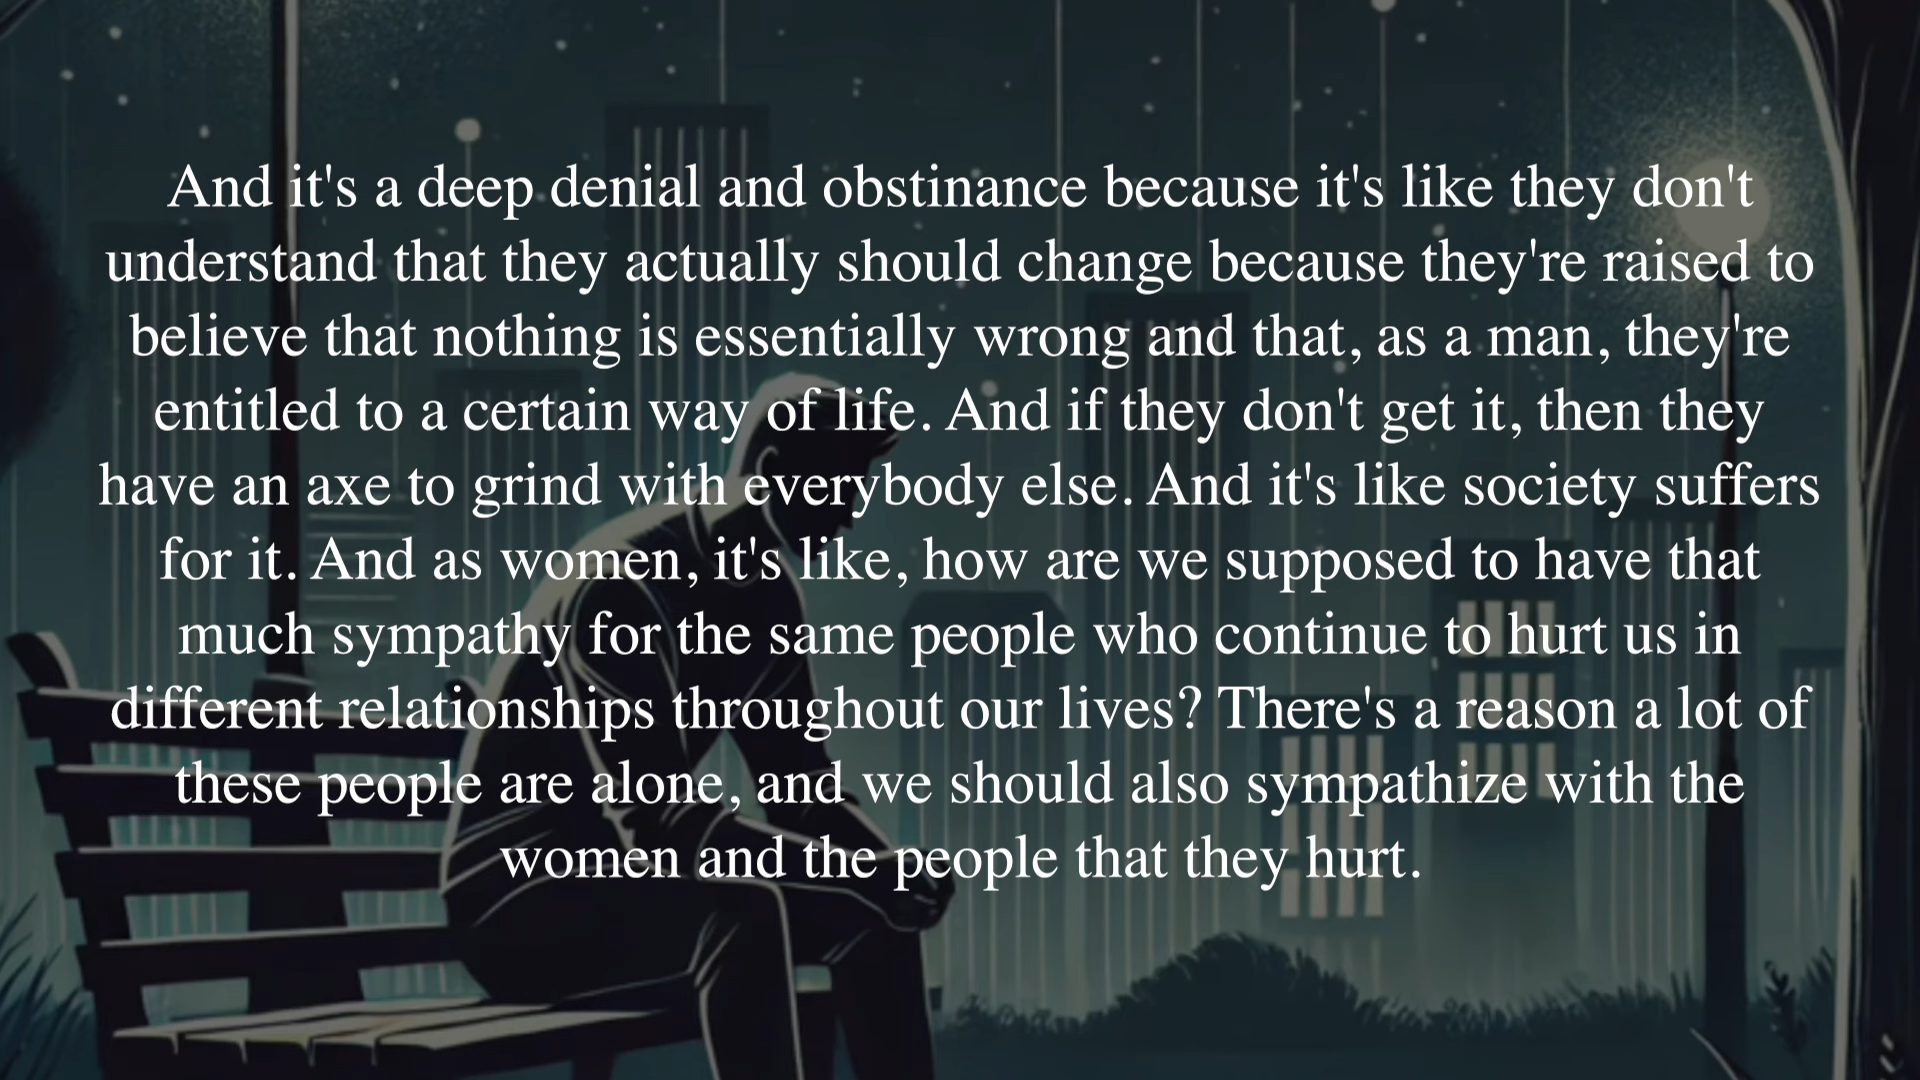 And it's a deep denial and obstinance because it's like they don't
understand that they actually should change because they're raised to
believe that nothing is essentially wrong and that, as a man, they're
entitled to a certain way of life. And if they don't get it, then they
have an axe to grind with everybody else. And it's like society suffers
for it. And as women, it's like, how are we supposed to have that
much sympathy for the same people who continue to hurt us in
different relationships throughout our lives? There's a reason a lot of
these people are alone, and we should also sympathize with the
women and the people that they hurt.